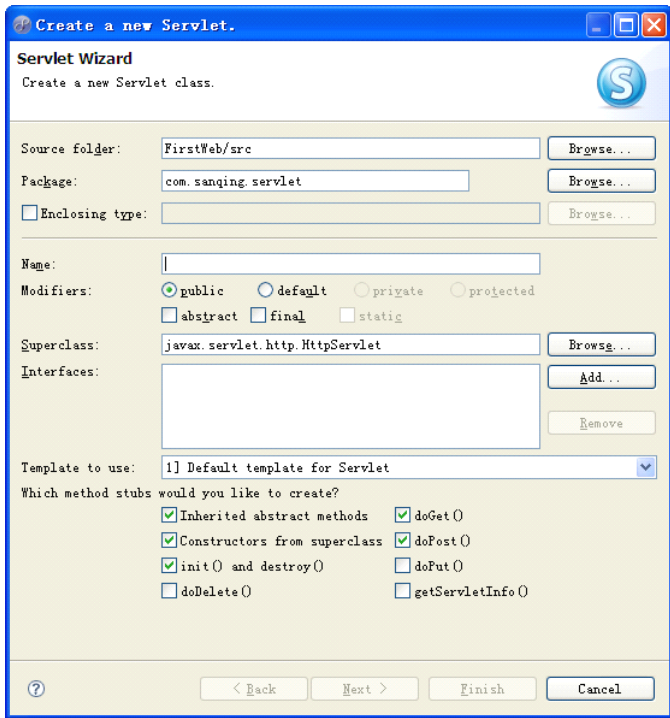 Create a new Servlet.
Servlet Wizard
Create a new Servlet class.
Source folder: FirstWeb/src Browse...
Package: com.sanqing.servlet Browse...
Enclosing type: Browse...
Name:
Modifiers: public default private protected
abstract final static
Superclass: javax.servlet.http.HttpServlet Browse...
Interfaces: Add...
Remove
Template to use: 1] Default template for Servlet
Which method stubs would you like to create?
Inherited abstract methods doGet()
Constructors from superclass doPost()
init() and destroy() doPut()
doDelete() getServletInfo()
? < Back Next > Finish Cancel